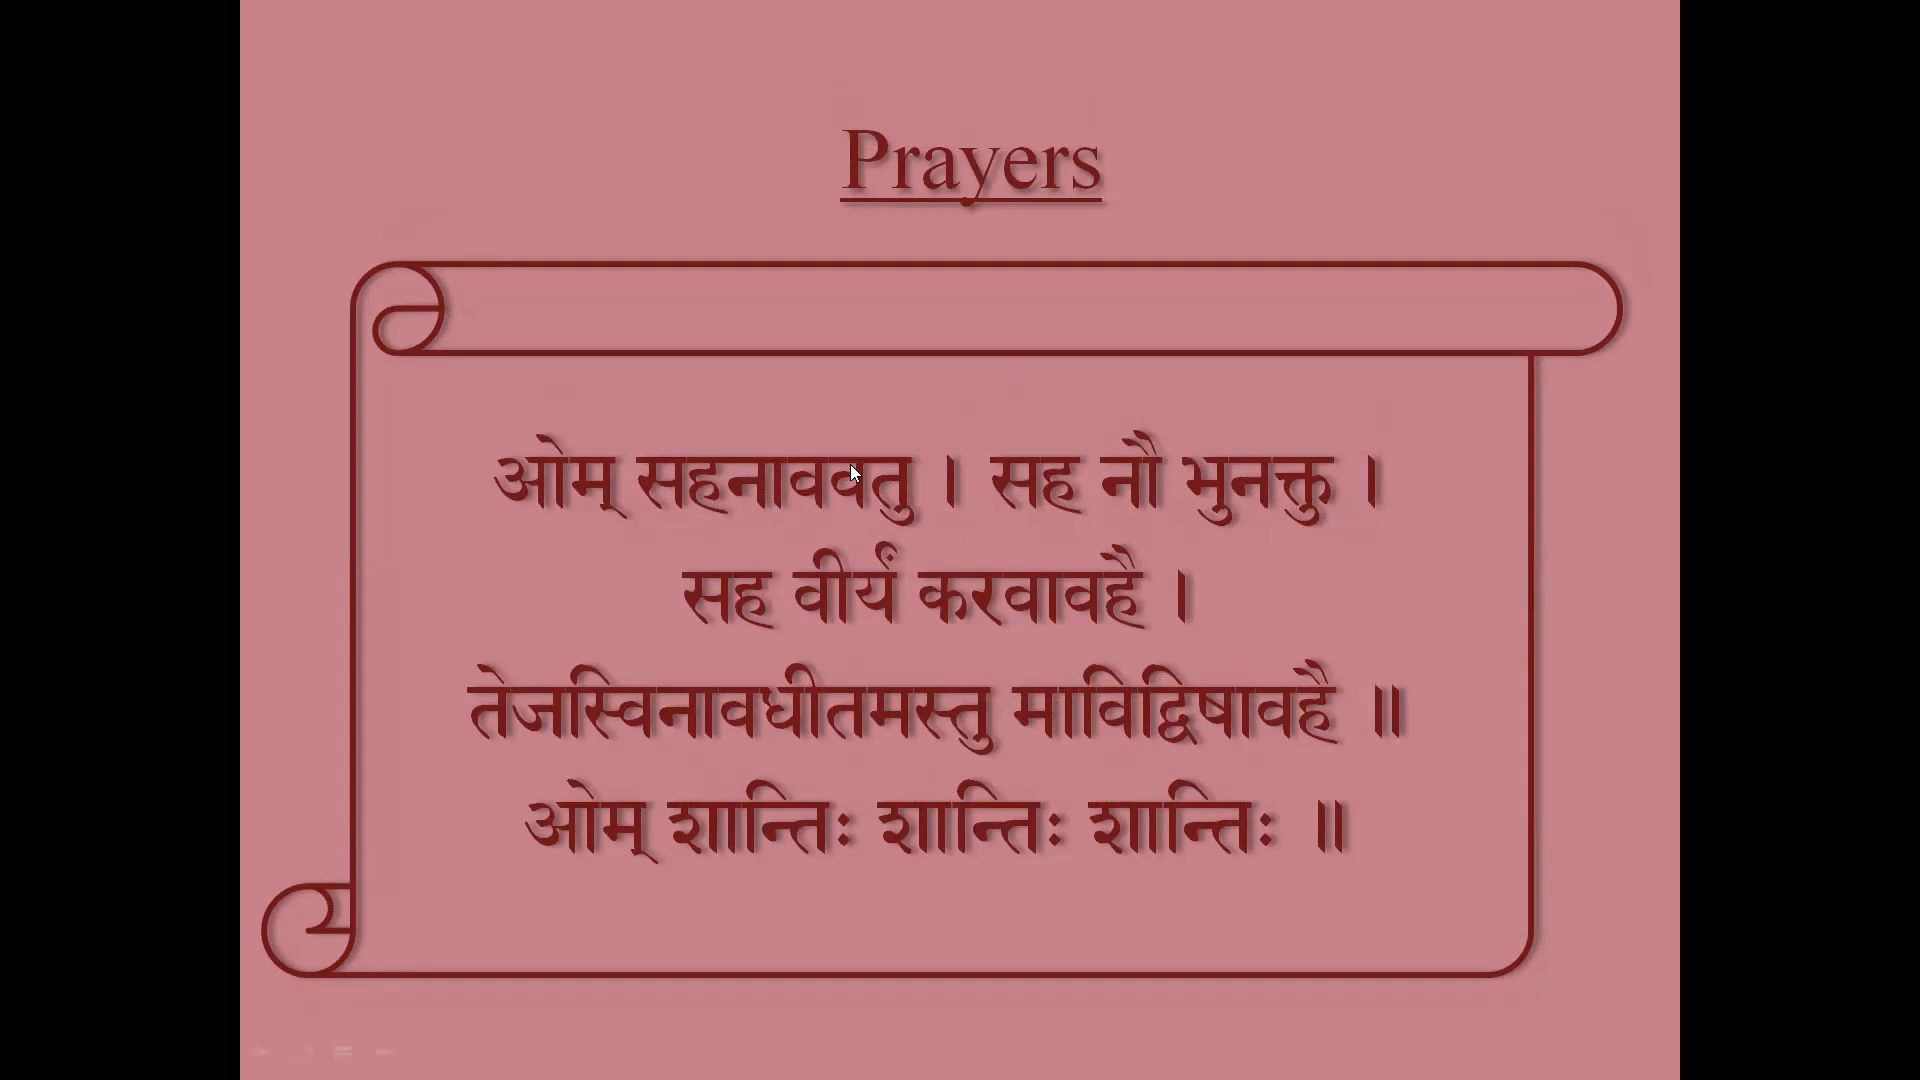 Prayers
ओम् सहनाववतु । सह नौ भुनक्तु ।
सह वीर्यं करवावहै ।
तेजस्विनावधीतमस्तु माविद्विषावहै ॥
ओम् शान्तिः शान्तिः शान्तिः ॥